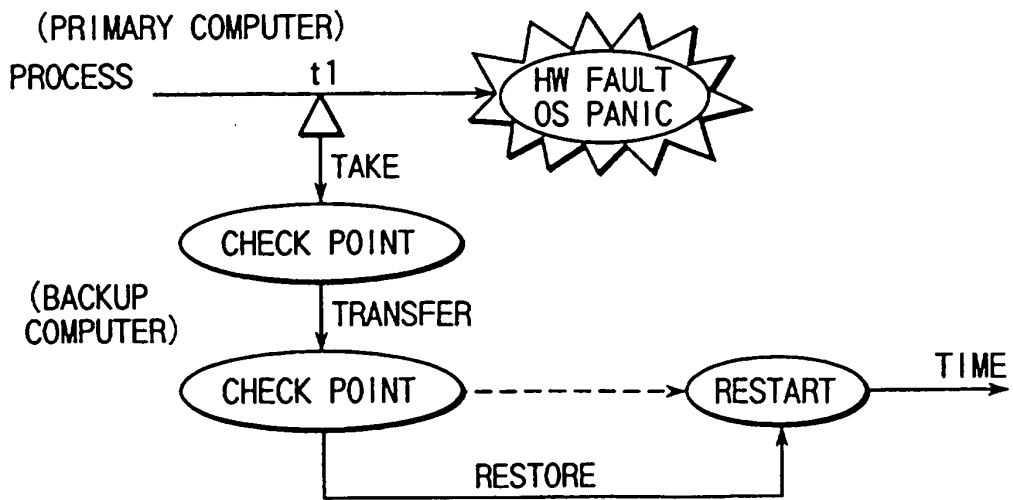 (PRIMARY COMPUTER)
PROCESS
t1
HW FAULT
OS PANIC
TAKE
CHECK POINT
(BACKUP
COMPUTER)
TRANSFER
CHECK POINT
RESTART
TIME
RESTORE